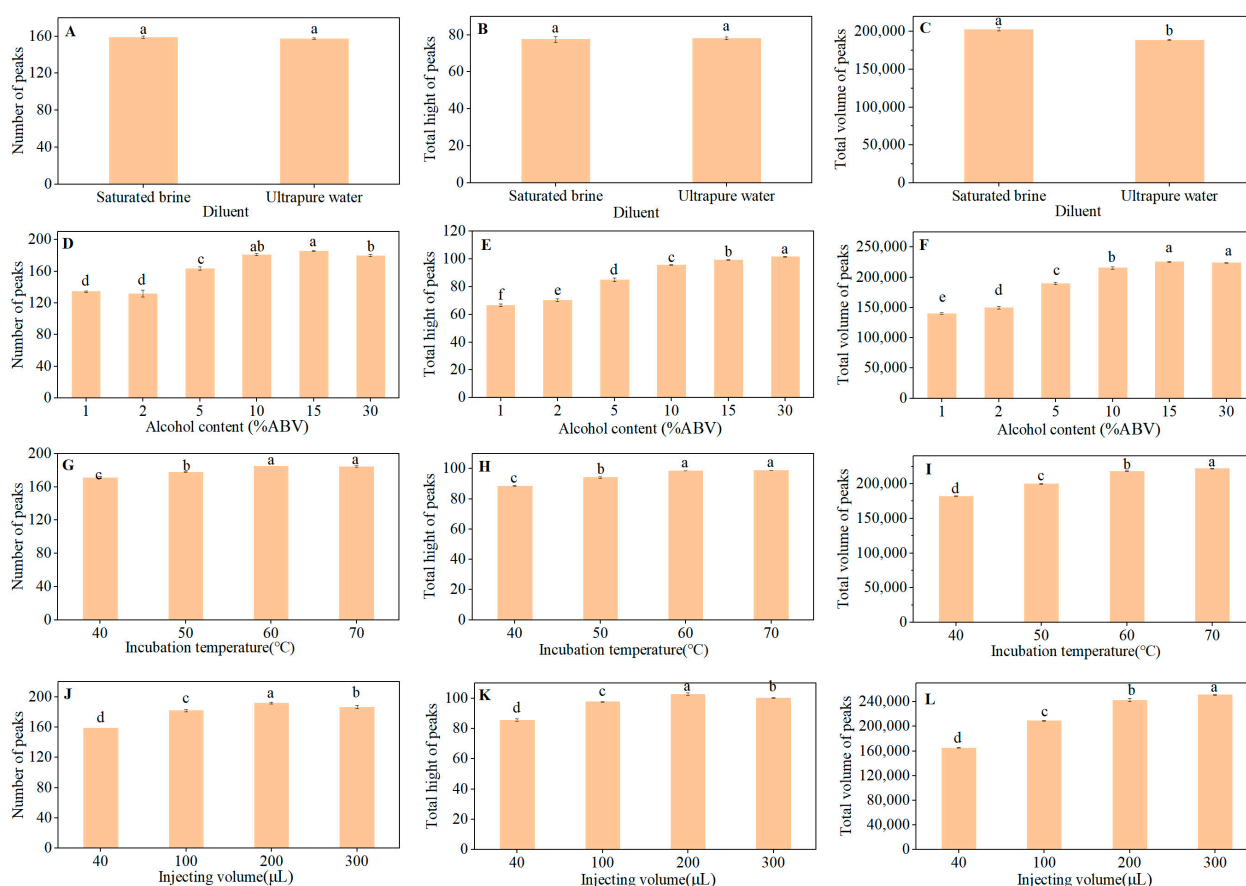 A
Number of peaks
160
120
80
40
0
a
a
Saturated brine
Ultrapure water
Diluent
B
Total hight of peaks
80
60
40
20
0
a
a
Saturated brine
Ultrapure water
Diluent
C
Total volume of peaks
200,000
150,000
100,000
50,000
0
a
b
Saturated brine
Ultrapure water
Diluent
D
Number of peaks
200
160
120
80
40
0
d
d
c
ab
a
b
1 2 5 10 15 30
Alcohol content (%ABV)
E
Total hight of peaks
120
100
80
60
40
20
0
f
e
d
c
b
a
1 2 5 10 15 30
Alcohol content (%ABV)
F
Total volume of peaks
250,000
200,000
150,000
100,000
50,000
0
e
d
c
b
a
a
1 2 5 10 15 30
Alcohol content (%ABV)
G
Number of peaks
200
160
120
80
40
0
c
b
a
a
40 50 60 70
Incubation temperature(°C)
H
Total hight of peaks
100
80
60
40
20
0
c
b
a
a
40 50 60 70
Incubation temperature(°C)
I
Total volume of peaks
200,000
150,000
100,000
50,000
0
d
c
b
a
40 50 60 70
Incubation temperature(°C)
J
Number of peaks
200
160
120
80
40
0
d
c
a
b
40 100 200 300
Injecting volume(μL)
K
Total hight of peaks
100
80
60
40
20
0
d
c
a
b
40 100 200 300
Injecting volume(μL)
L
Total volume of peaks
240,000
200,000
160,000
120,000
80,000
40,000
0
d
c
b
a
40 100 200 300
Injecting volume(μL)